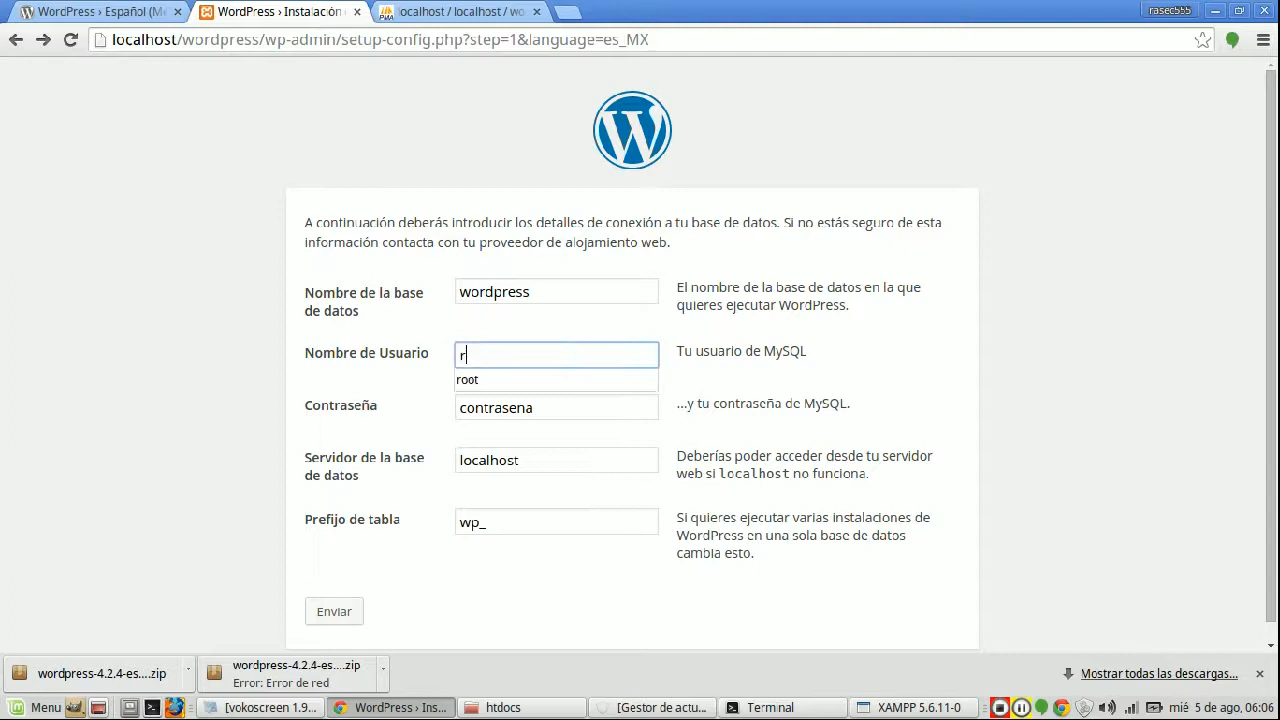 WordPress › Español (Mé
WordPress › Instalación
localhost / localhost / wo
rasec555
localhost/wordpress/wp-admin/setup-config.php?step=1&language=es_MX
A continuación deberás introducir los detalles de conexión a tu base de datos. Si no estás seguro de esta
información contacta con tu proveedor de alojamiento web.
Nombre de la base
de datos
wordpress
El nombre de la base de datos en la que
quieres ejecutar WordPress.
Nombre de Usuario
r
Tu usuario de MySQL
root
Contraseña
contrasena
...y tu contraseña de MySQL.
Servidor de la base
de datos
localhost
Deberías poder acceder desde tu servidor
web si localhost no funciona.
Prefijo de tabla
wp_
Si quieres ejecutar varias instalaciones de
WordPress en una sola base de datos
cambia esto.
Enviar
wordpress-4.2.4-es....zip
wordpress-4.2.4-es....zip
Error: Error de red
Mostrar todas las descargas...
Menu
[vokoscreen 1.9...
WordPress › Ins...
htdocs
[Gestor de actu...
Terminal
XAMPP 5.6.11-0
mié 5 de ago, 06:06